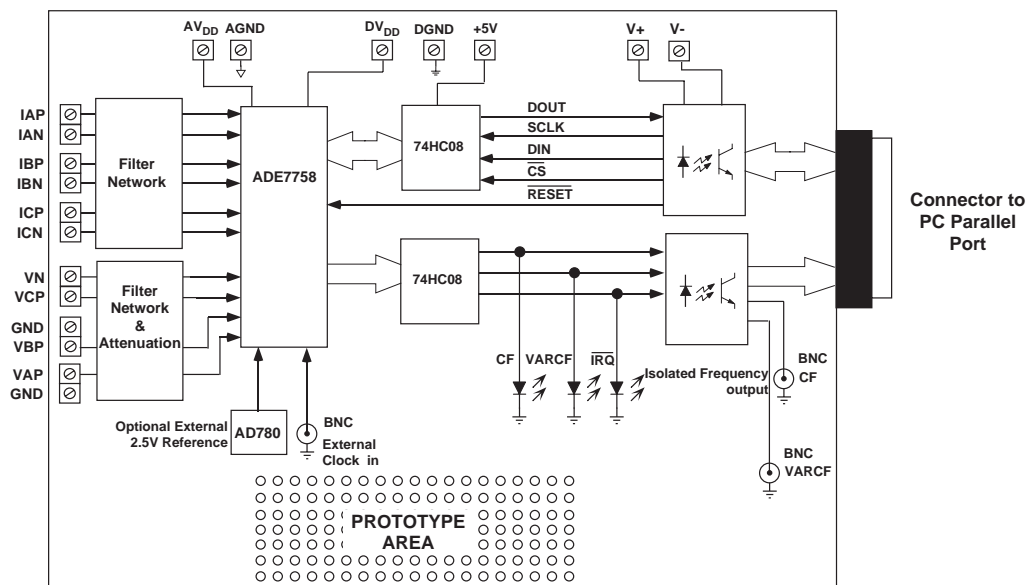 AVDD
AGND
DVDD
DGND
+5V
V+
V-
IAP
IAN
IBP
IBN
ICP
ICN
Filter
Network
VN
VCP
GND
VBP
VAP
GND
Filter
Network
&
Attenuation
ADE7758
74HC08
DOUT
SCLK
DIN
CS
RESET
74HC08
CF
VARCF
IRQ
Isolated Frequency
output
BNC
CF
BNC
VARCF
Connector to
PC Parallel
Port
Optional External
2.5V Reference
AD780
BNC
External
Clock in
PROTOTYPE
AREA